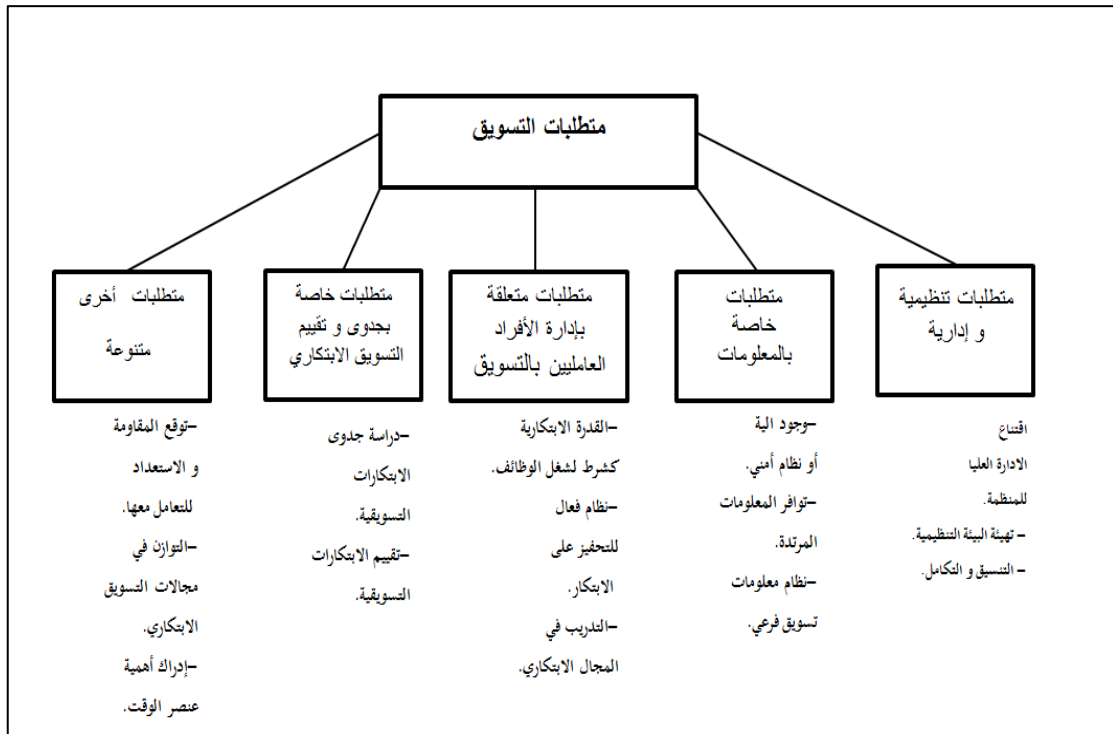 متطلبات التسويق
متطلبات تنظيمية
و إدارية
اقتناع
الادارة العليا
للمنظمة.
– تهيئة البيئة التنظيمية.
– التنسيق و التكامل.
متطلبات
خاصة
بالمعلومات
–وجود الية
أو نظام أمني.
–توافر المعلومات
المرتدة.
–نظام معلومات
تسويق فرعي.
متطلبات متعلقة
بإدارة الأفراد
العامليين بالتسويق
–القدرة الابتكارية
كشرط لشغل الوظائف.
–نظام فعال
للتحفيز على
الابتكار.
–التدريب في
المجال الابتكاري.
متطلبات خاصة
بجدوى و تقييم
التسويق الابتكاري
–دراسة جدوى
الابتكارات
التسويقية.
–تقييم الابتكارات
التسويقية.
متطلبات أخرى
متنوعة
–توقع المقاومة
و الاستعداد
للتعامل معها.
–التوازن في
مجالات التسويق
الابتكاري.
–إدراك أهمية
عنصر الوقت.